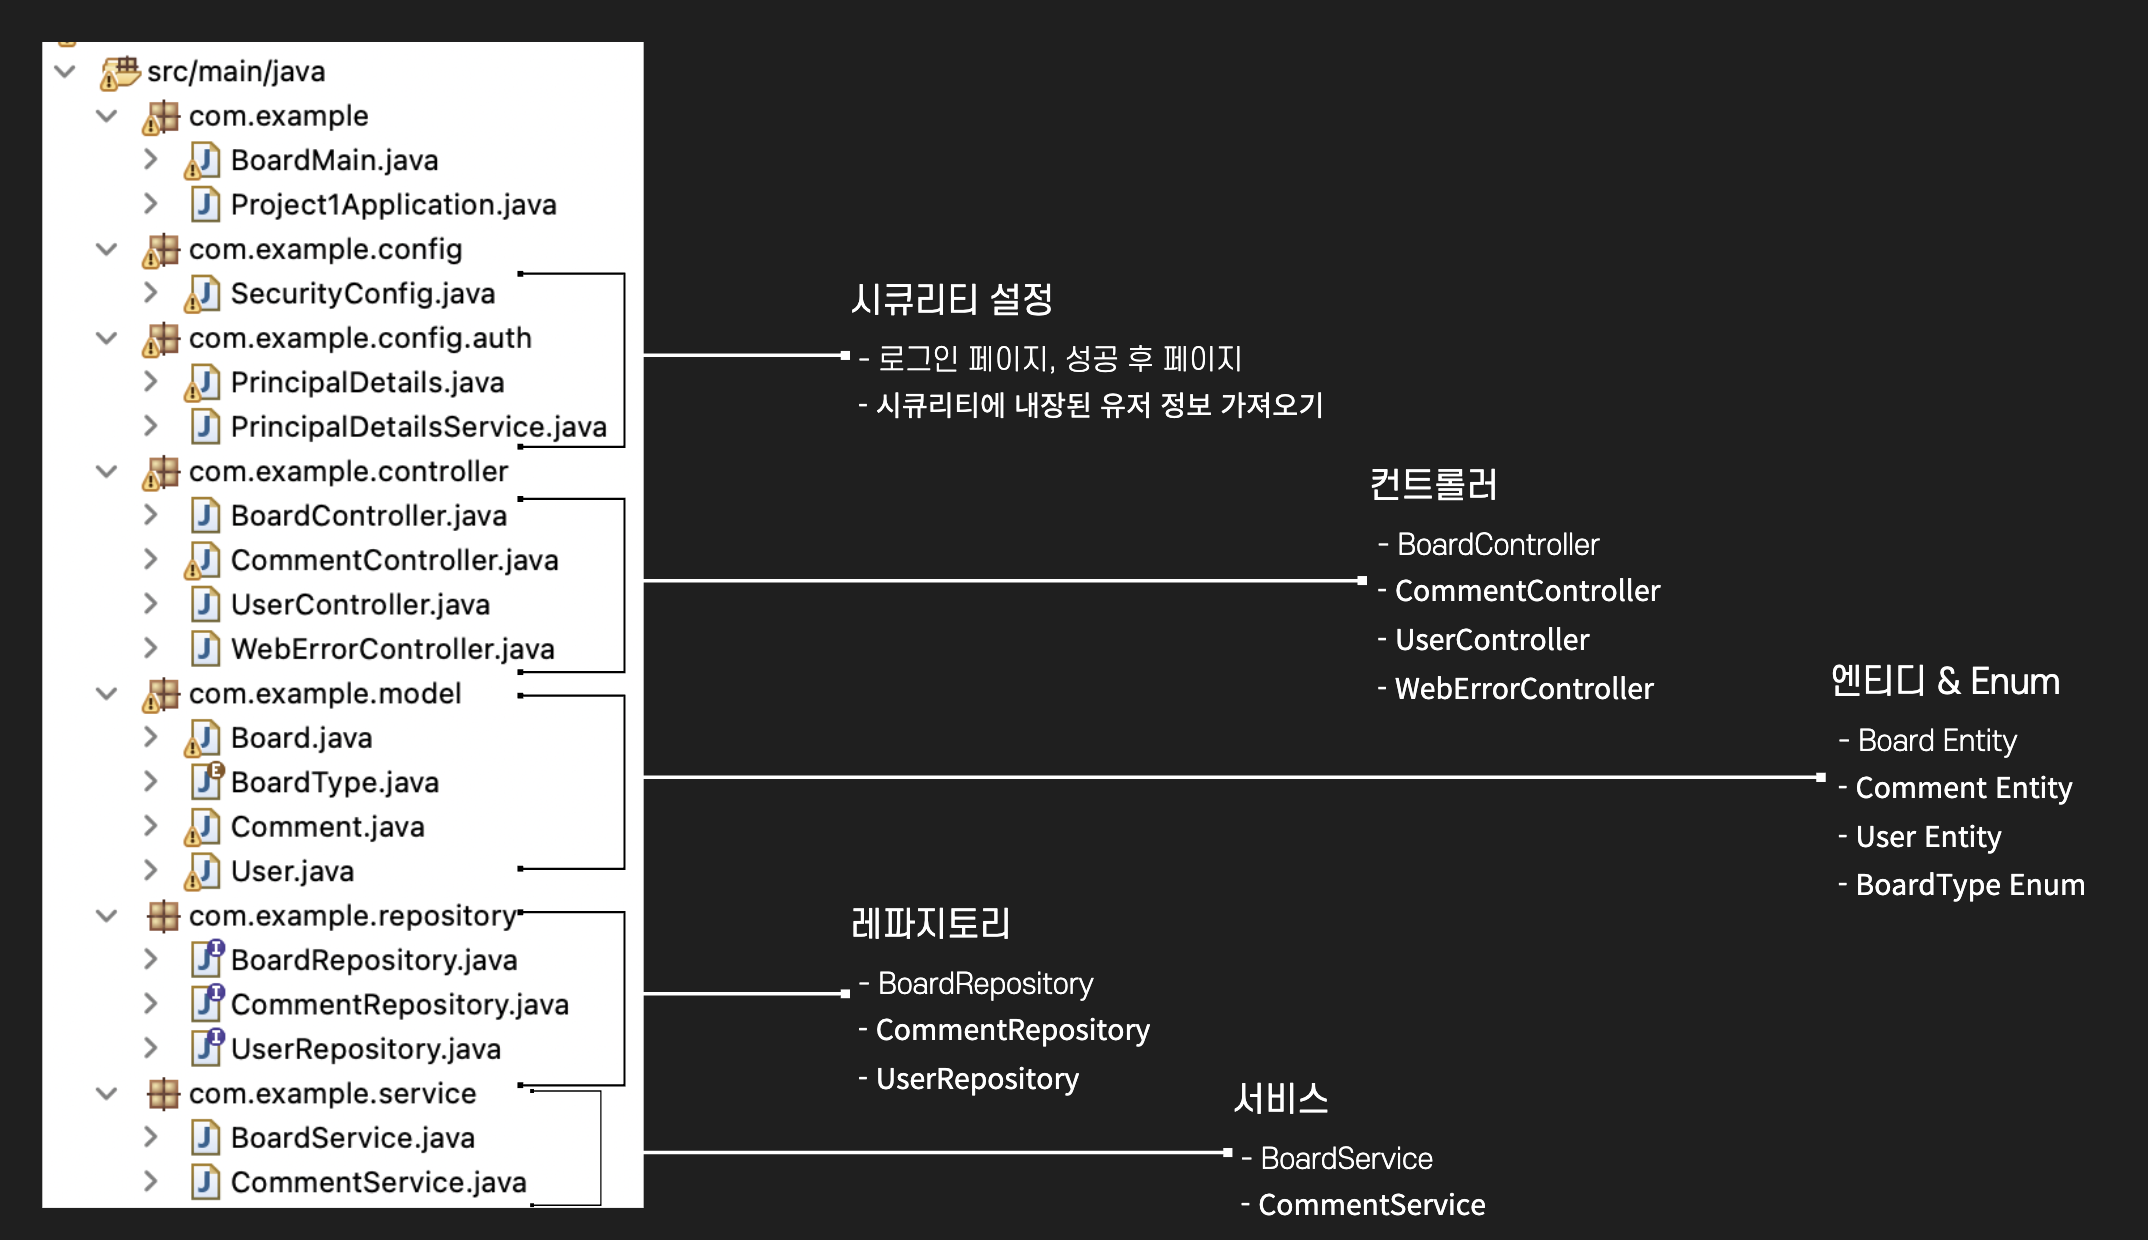 src/main/java
com.example
BoardMain.java
Project1Application.java
com.example.config
SecurityConfig.java
com.example.config.auth
PrincipalDetails.java
PrincipalDetailsService.java
com.example.controller
BoardController.java
CommentController.java
UserController.java
WebErrorController.java
com.example.model
Board.java
BoardType.java
Comment.java
User.java
com.example.repository
BoardRepository.java
CommentRepository.java
UserRepository.java
com.example.service
BoardService.java
CommentService.java
시큐리티 설정
- 로그인 페이지, 성공 후 페이지
- 시큐리티에 내장된 유저 정보 가져오기
컨트롤러
- BoardController
- CommentController
- UserController
- WebErrorController
엔티디 & Enum
- Board Entity
- Comment Entity
- User Entity
- BoardType Enum
레파지토리
- BoardRepository
- CommentRepository
- UserRepository
서비스
- BoardService
- CommentService